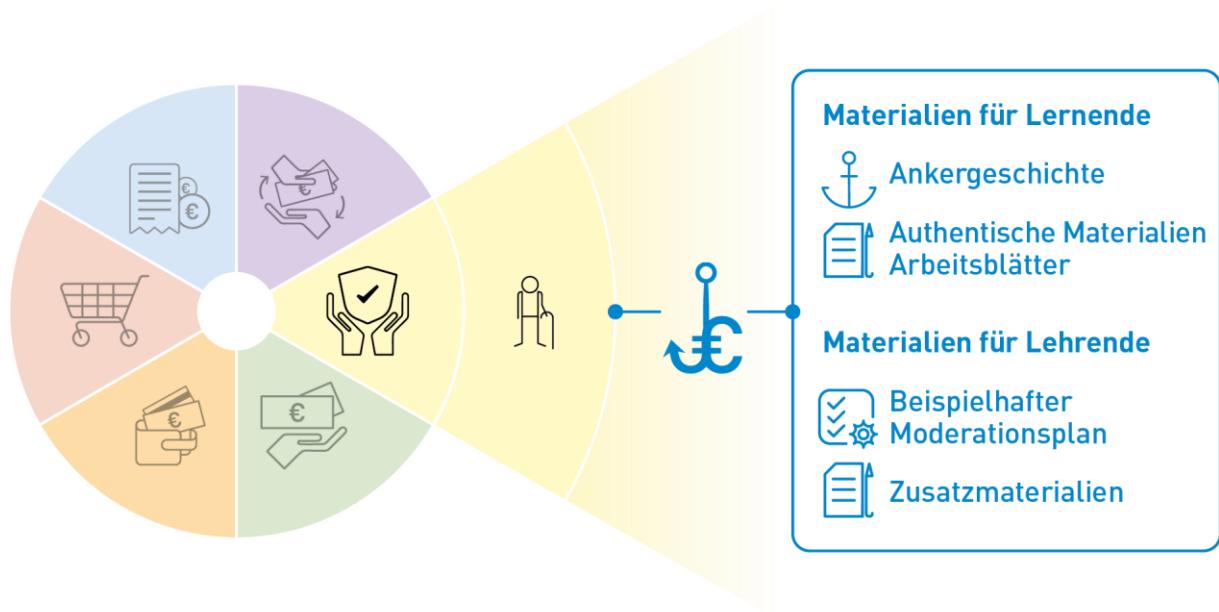 Materialien für Lernende
Ankergeschichte
Authentische Materialien
Arbeitsblätter
Materialien für Lehrende
Beispielhafter
Moderationsplan
Zusatzmaterialien